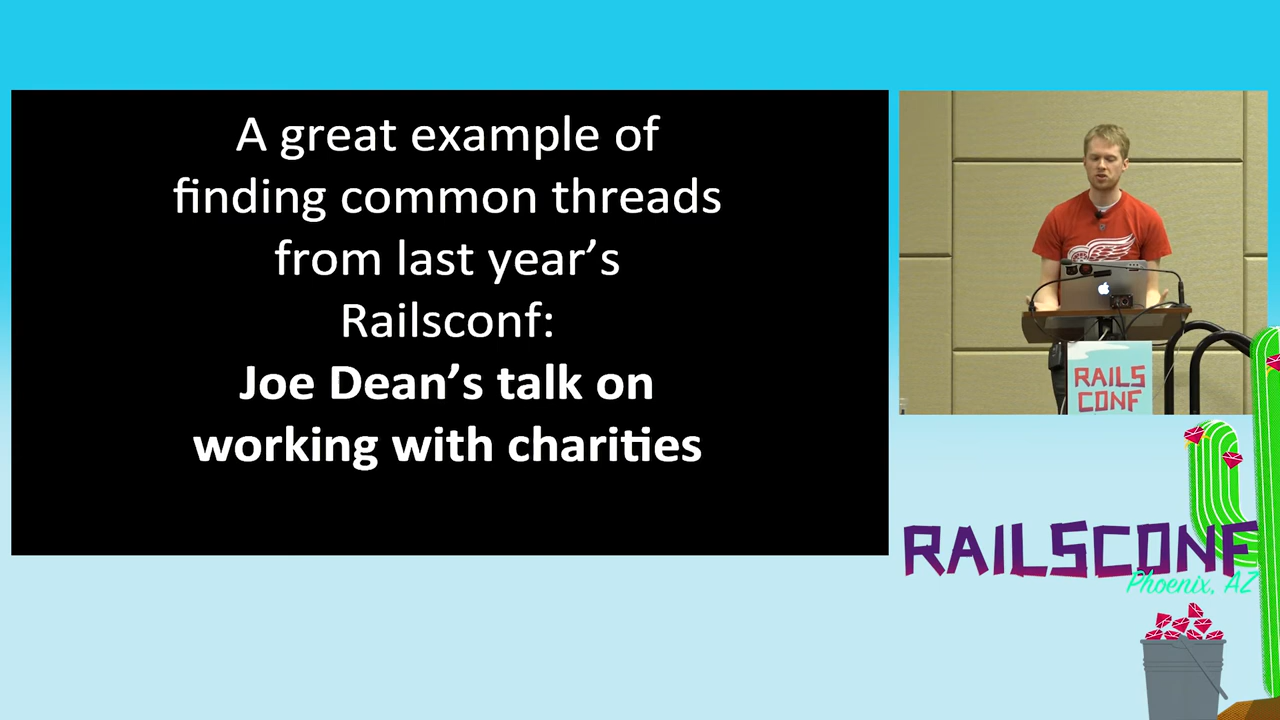 A great example of
finding common threads
from last year's
Railsconf:
Joe Dean's talk on
working with charities
RAILS
CONF
RAILSCONF
Phoenix, AZ